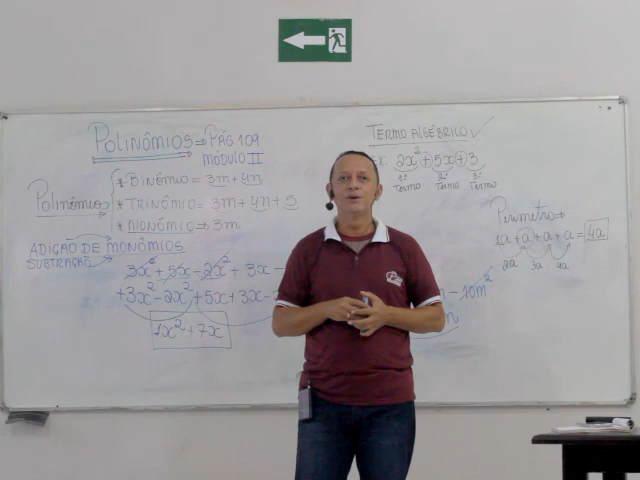 POLINÔMIOS ⇒ PÁG 109
MÓDULO II
POLINÔMIOS
* BINÔMIO = 3m + 4n
* TRINÔMIO = 3m + 4n + 5
* MONÔMIO ⇒ 3m
ADIÇÃO DE MONÔMIOS
SUBTRAÇÃO
3x² + 5x - 2x² + 3x -
+3x² - 2x² + 5x + 3x -
1x² + 7x
TERMO ALGÉBRICO ✓
2x² + 5x + 3
1º 2º 3º
TERMO TERMO TERMO
- 10m²
Perímetro ⇒
1a + a + a + a = 4a
2a 3a 4a